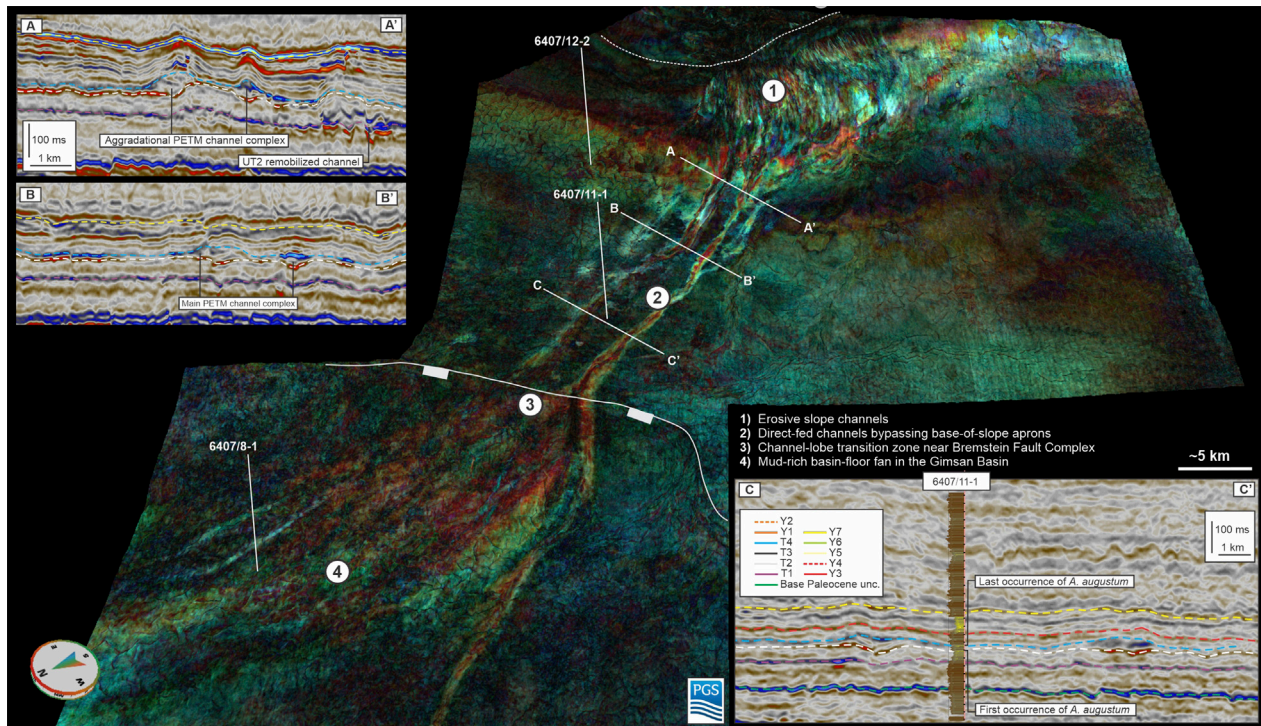 A
A'
Aggradational PETM channel complex
UT2 remobilized channel
100 ms
1 km
B
B'
Main PETM channel complex
6407/12-2
6407/11-1
6407/8-1
1
A
A'
B
B'
2
C
C'
3
4
1) Erosive slope channels
2) Direct-fed channels bypassing base-of-slope aprons
3) Channel-lobe transition zone near Bremstein Fault Complex
4) Mud-rich basin-floor fan in the Gimsan Basin
~5 km
C
6407/11-1
C'
Y2
Y1
T4
T3
T2
T1
Y7
Y6
Y5
Y4
Y3
Base Paleocene unc.
100 ms
1 km
Last occurrence of A. augustum
First occurrence of A. augustum
N
S
W
PGS